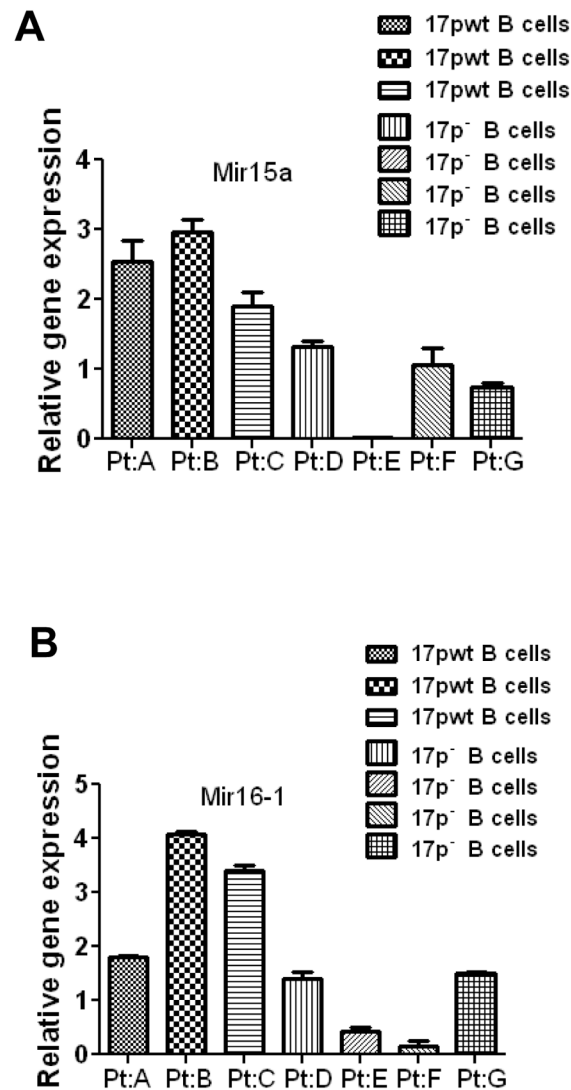 A
17pwt B cells
17pwt B cells
17pwt B cells
17p- B cells
17p- B cells
17p- B cells
17p- B cells
Mir15a
Relative gene expression
4
3
2
1
0
Pt:A Pt:B Pt:C Pt:D Pt:E Pt:F Pt:G
B
17pwt B cells
17pwt B cells
17pwt B cells
17p- B cells
17p- B cells
17p- B cells
17p- B cells
Mir16-1
Relative gene expression
5
4
3
2
1
0
Pt:A Pt:B Pt:C Pt:D Pt:E Pt:F Pt:G